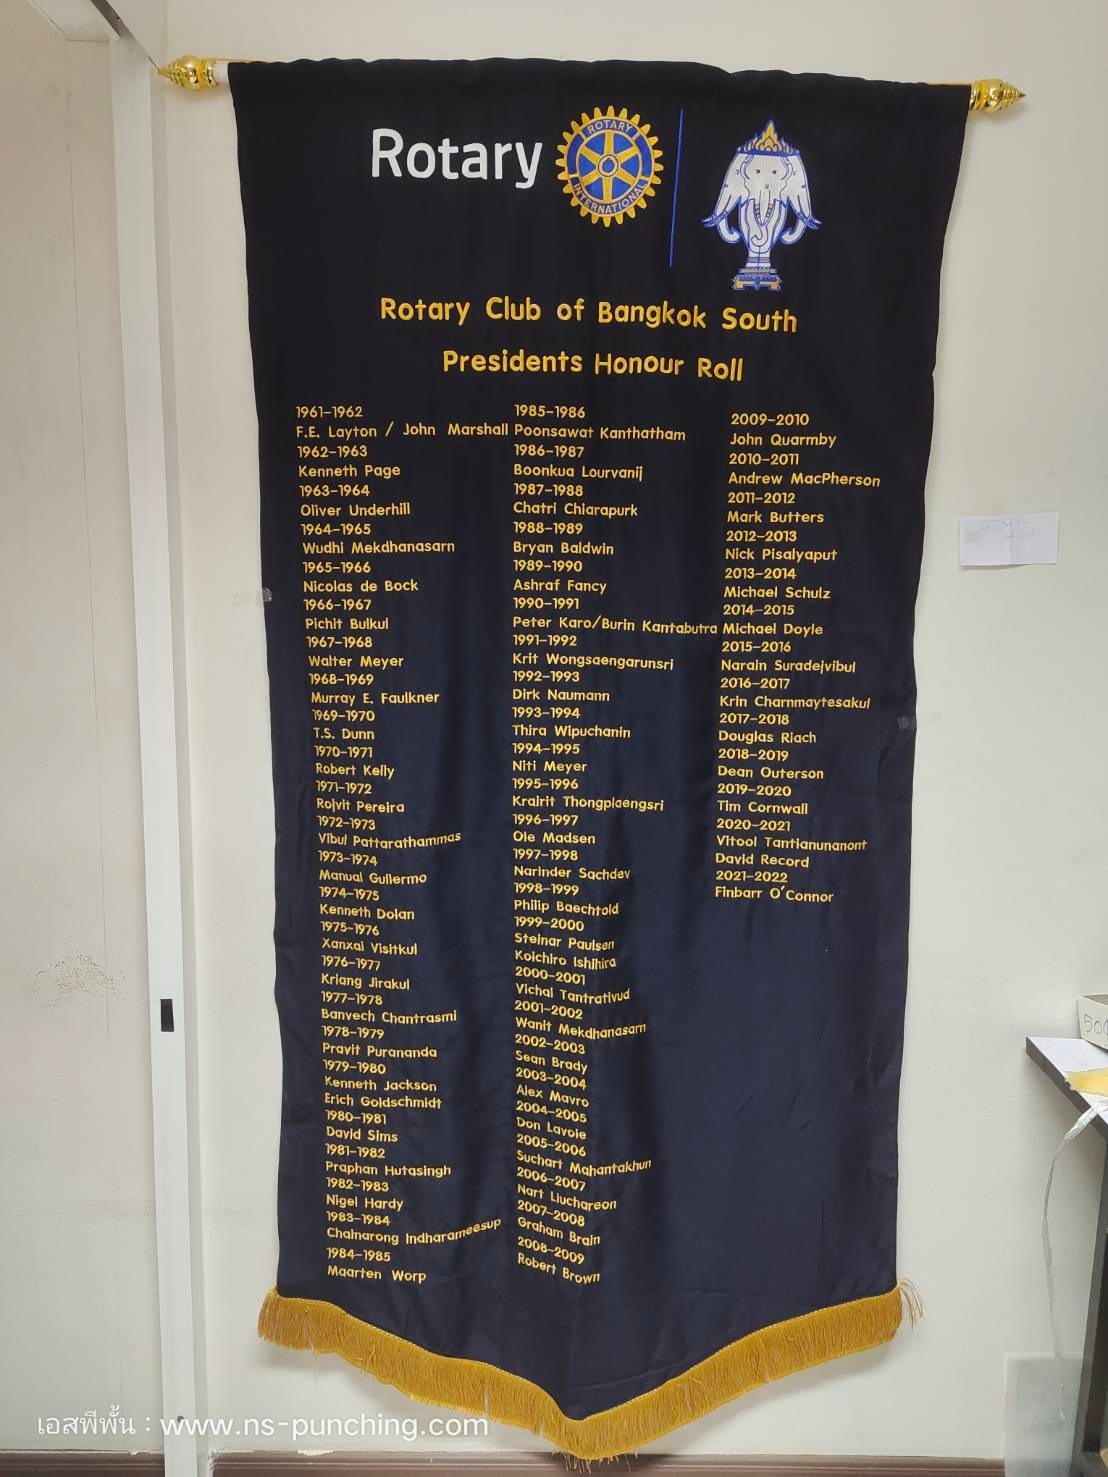 Rotary
ROTARY
INTERNATIONAL
Rotary Club of Bangkok South
Presidents Honour Roll
1961-1962
F.E. Layton / John Marshall
1962-1963
Kenneth Page
1963-1964
Oliver Underhill
1964-1965
Wudhi Mekdhanasarn
1965-1966
Nicolas de Bock
1966-1967
Pichit Bulkul
1967-1968
Walter Meyer
1968-1969
Murray E. Faulkner
1969-1970
T.S. Dunn
1970-1971
Robert Kelly
1971-1972
Rojvit Pereira
1972-1973
Vibul Pattarathammas
1973-1974
Manual Guilermo
1974-1975
Kenneth Dolan
1975-1976
Xanxai Visitkul
1976-1977
Kriang Jirakul
1977-1978
Banvech Chantrasmi
1978-1979
Pravit Purananda
1979-1980
Kenneth Jackson
Erich Goldschmidt
1980-1981
David Sims
1981-1982
Praphan Hutasingh
1982-1983
Nigel Hardy
1983-1984
Chainarong Indharameesup
1984-1985
Maarten Worp
1985-1986
Poonsawat Kanthatham
1986-1987
Boonkua Lourvanij
1987-1988
Chatri Chiarapurk
1988-1989
Bryan Baldwin
1989-1990
Ashraf Fancy
1990-1991
Peter Karo/Burin Kantabutra
1991-1992
Krit Wongsaengarunsri
1992-1993
Dirk Naumann
1993-1994
Thira Wipuchanin
1994-1995
Niti Meyer
1995-1996
Krairit Thongplaengsri
1996-1997
Ole Madsen
1997-1998
Narinder Sachdev
1998-1999
Philip Baechtold
1999-2000
Steinar Paulsen
Koichiro Ishihira
2000-2001
Vichai Tantrativud
2001-2002
Wanit Mekdhanasarn
2002-2003
Sean Brady
2003-2004
Alex Mavro
2004-2005
Don Lavoie
2005-2006
Suchart Mahantakhun
2006-2007
Nart Liuchareon
2007-2008
Graham Brain
2008-2009
Robert Brown
2009-2010
John Quarmby
2010-2011
Andrew MacPherson
2011-2012
Mark Butters
2012-2013
Nick Pisalyaput
2013-2014
Michael Schulz
2014-2015
Michael Doyle
2015-2016
Narain Suradejvibul
2016-2017
Krin Charnmaytesakul
2017-2018
Douglas Riach
2018-2019
Dean Outerson
2019-2020
Tim Cornwall
2020-2021
Vitool Tantianunanont
David Record
2021-2022
Finbarr O'Connor
เอสพีพั้น : www.ns-punching.com